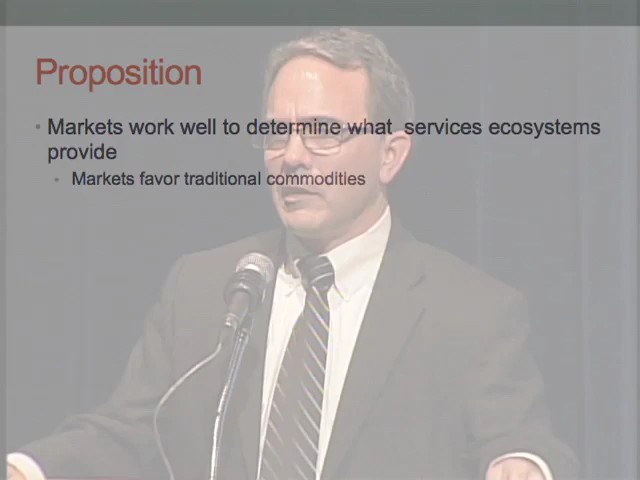 Proposition
• Markets work well to determine what services ecosystems
provide
• Markets favor traditional commodities